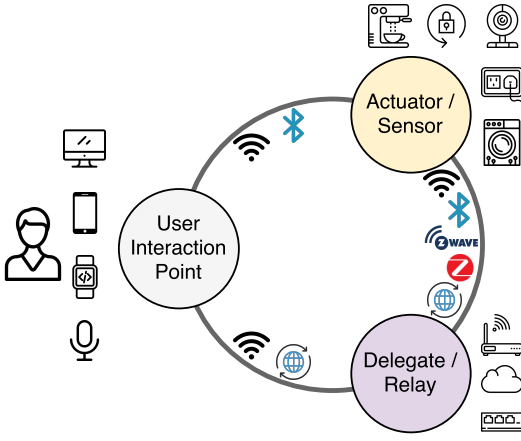 Actuator /
Sensor
User
Interaction
Point
Z WAVE
Delegate /
Relay